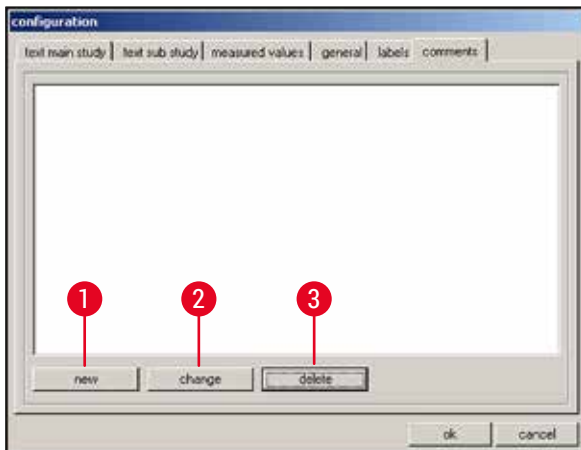 configuration
text main study text sub study measured values general labels comments
1 2 3
new change delete
ok cancel